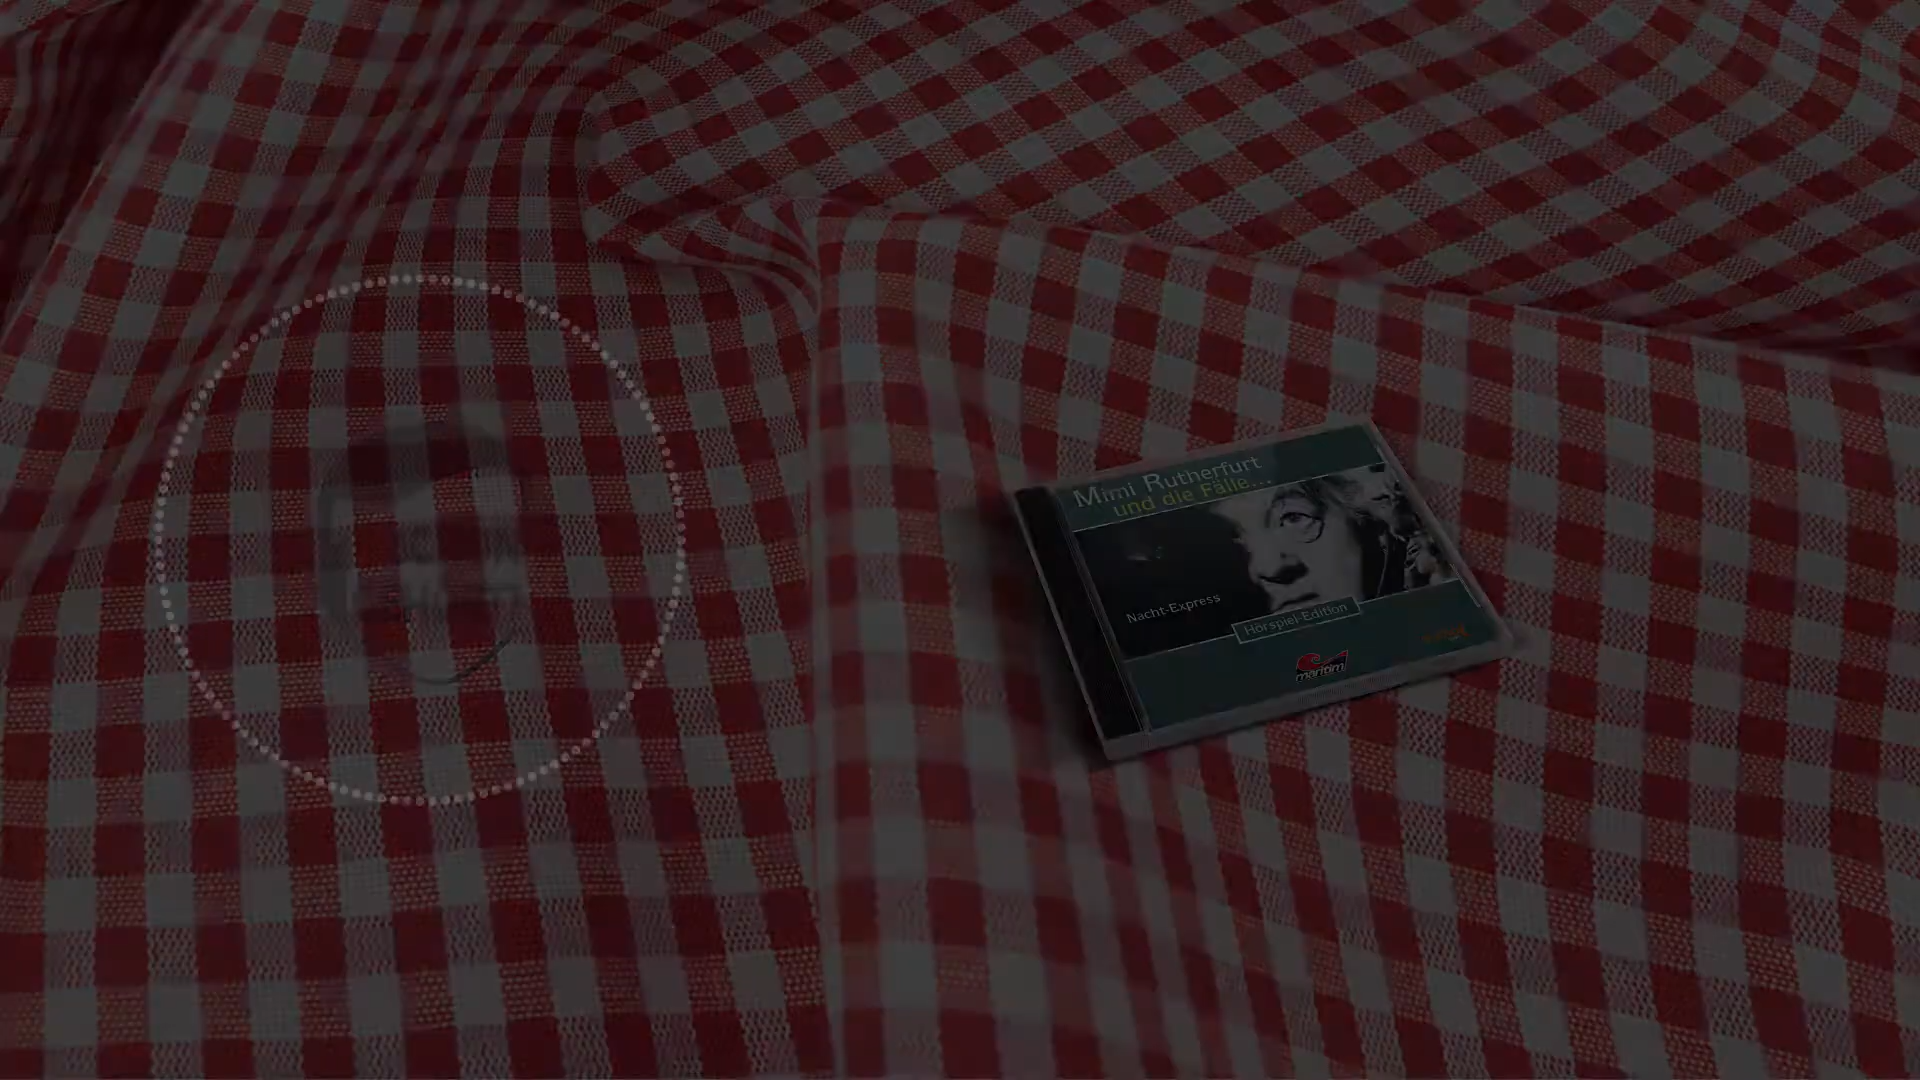 Mimi Rutherfurt
und die Fälle...
Nacht-Express
Hörspiel-Edition
maritim